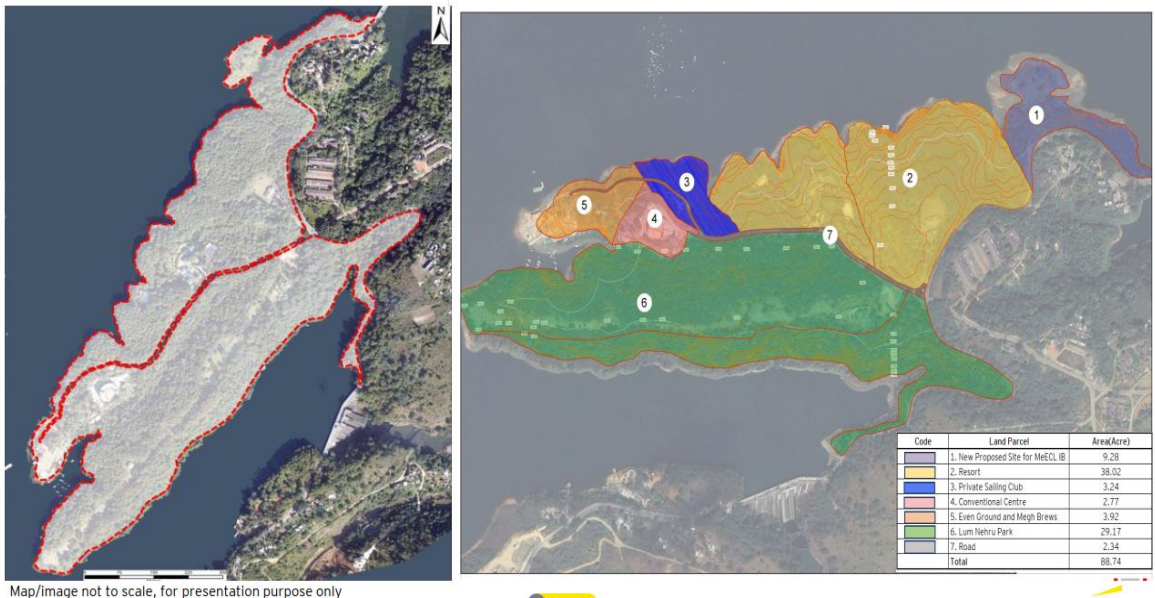 N
1
2
3
4
5
6
7
Code Land Parcel Area(Acre)
1. New Proposed Site for MeECL IB 9.28
2. Resort 38.02
3. Private Sailing Club 3.24
4. Conventional Centre 2.77
5. Even Ground and Megh Brews 3.92
6. Lum Nehru Park 29.17
7. Road 2.34
Total 88.74
Map/image not to scale, for presentation purpose only